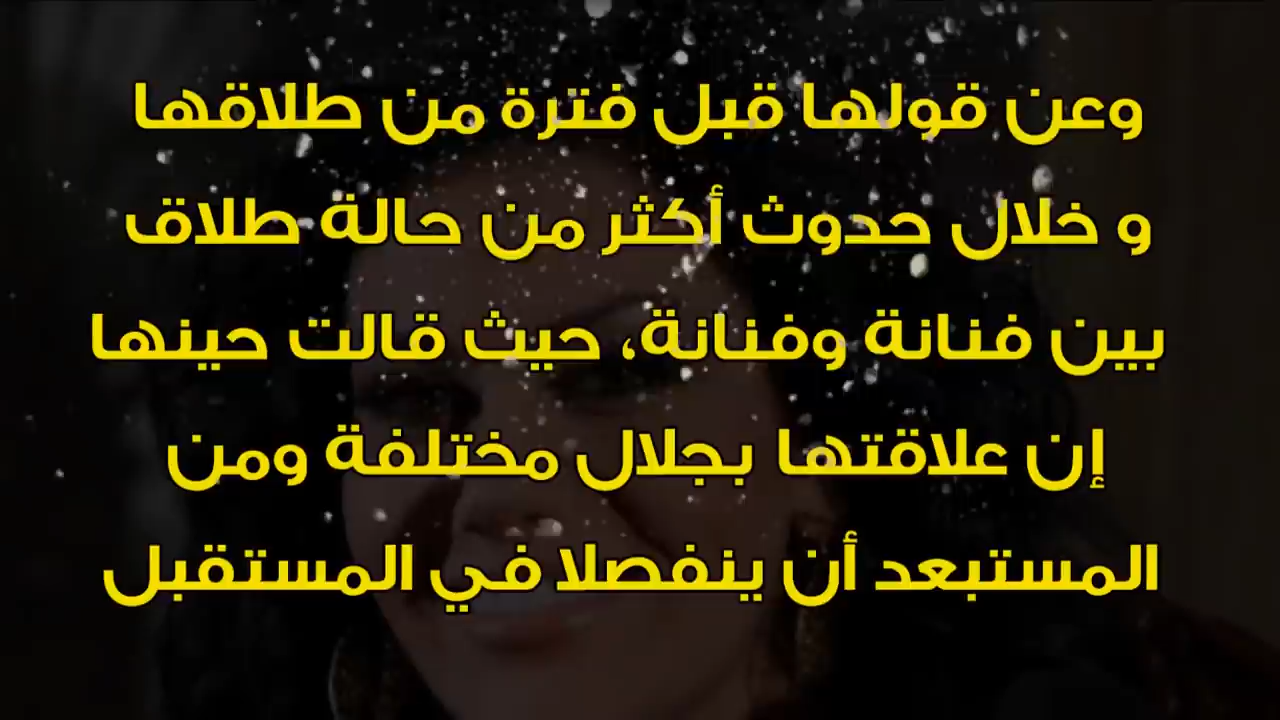 وعن قولها قبل فترة من طلاقها
و خلال حدوث أكثر من حالة طلاق
بين فنانة وفنانة، حيث قالت حينها
إن علاقتها بجلال مختلفة ومن
المستبعد أن ينفصلا في المستقبل